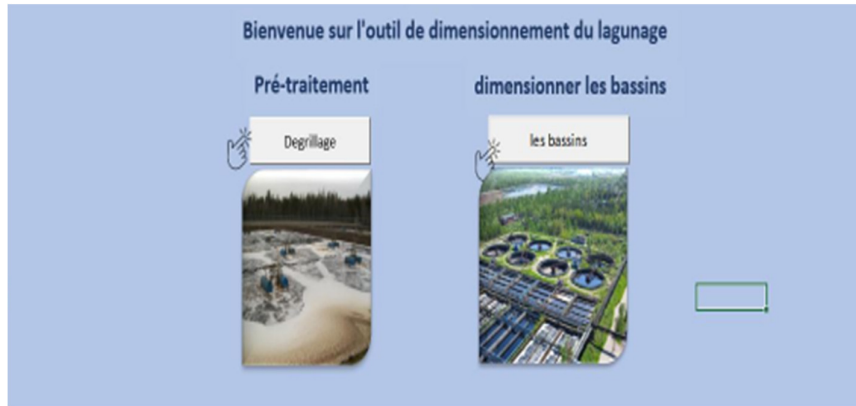 Bienvenue sur l'outil de dimensionnement du lagunage
Pré-traitement
dimensionner les bassins
Degrillage
les bassins